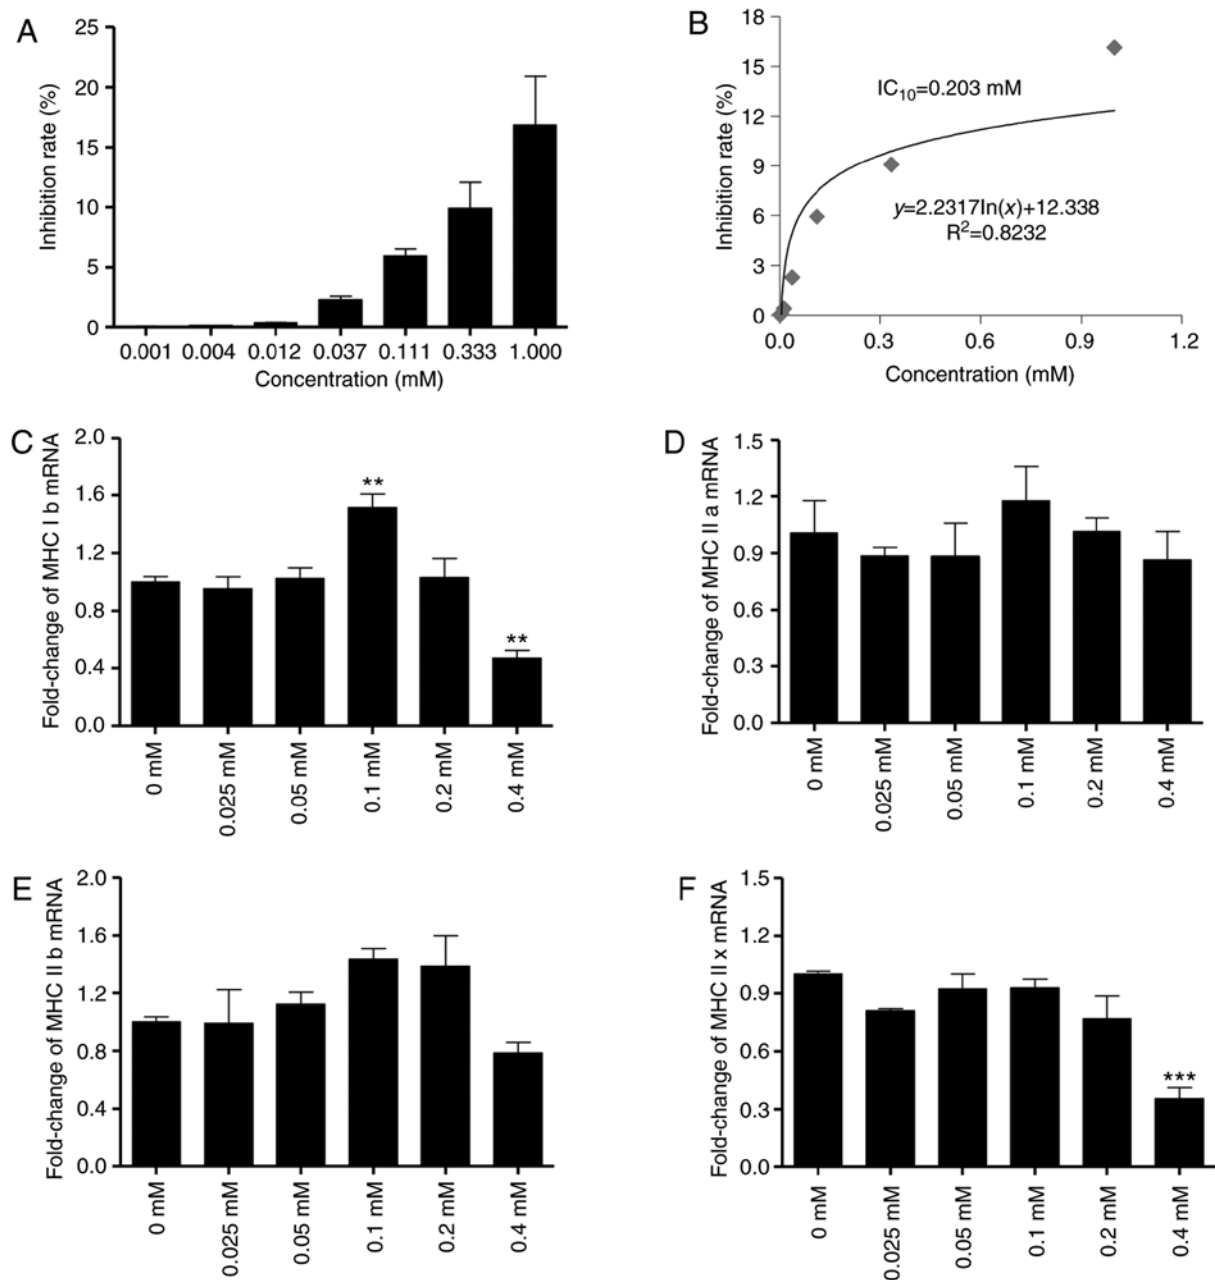 A
25
20
15
10
5
0
Inhibition rate (%)
0.001 0.004 0.012 0.037 0.111 0.333 1.000
Concentration (mM)
B
18
15
12
9
6
3
0
Inhibition rate (%)
IC₁₀=0.203 mM
y=2.2317ln(x)+12.338
R²=0.8232
0.0 0.3 0.6 0.9 1.2
Concentration (mM)
C
2.0
1.6
1.2
0.8
0.4
0.0
Fold-change of MHC I b mRNA
**
**
0 mM
0.025 mM
0.05 mM
0.1 mM
0.2 mM
0.4 mM
D
1.5
1.2
0.9
0.6
0.3
0.0
Fold-change of MHC II a mRNA
0 mM
0.025 mM
0.05 mM
0.1 mM
0.2 mM
0.4 mM
E
2.0
1.6
1.2
0.8
0.4
0.0
Fold-change of MHC II b mRNA
0 mM
0.025 mM
0.05 mM
0.1 mM
0.2 mM
0.4 mM
F
1.5
1.2
0.9
0.6
0.3
0.0
Fold-change of MHC II x mRNA
***
0 mM
0.025 mM
0.05 mM
0.1 mM
0.2 mM
0.4 mM